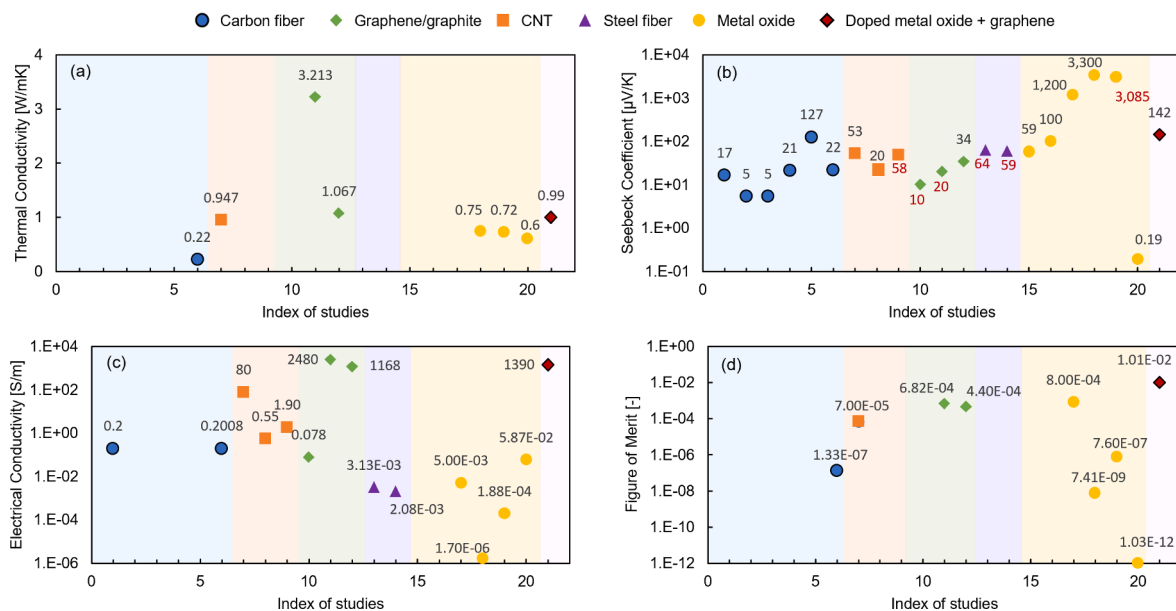 Carbon fiber Graphene/graphite CNT Steel fiber Metal oxide Doped metal oxide + graphene
(a)
Thermal Conductivity [W/mK]
4
3
2
1
0
0 5 10 15 20
Index of studies
0.22
0.947
3.213
1.067
0.75
0.72
0.6
0.99
(b)
Seebeck Coefficient [µV/K]
1.E+04
1.E+03
1.E+02
1.E+01
1.E+00
1.E-01
0 5 10 15 20
Index of studies
17
5
5
21
127
22
53
20
58
10
20
34
64
59
59
100
1,200
3,300
3,085
0.19
142
(c)
Electrical Conductivity [S/m]
1.E+04
1.E+02
1.E+00
1.E-02
1.E-04
1.E-06
0 5 10 15 20
Index of studies
0.2
0.2008
80
0.55
1.90
0.078
2480
1168
3.13E-03
2.08E-03
5.00E-03
1.70E-06
1.88E-04
5.87E-02
1390
(d)
Figure of Merit [-]
1.E+00
1.E-02
1.E-04
1.E-06
1.E-08
1.E-10
1.E-12
0 5 10 15 20
Index of studies
1.33E-07
7.00E-05
6.82E-04
4.40E-04
8.00E-04
7.41E-09
7.60E-07
1.03E-12
1.01E-02